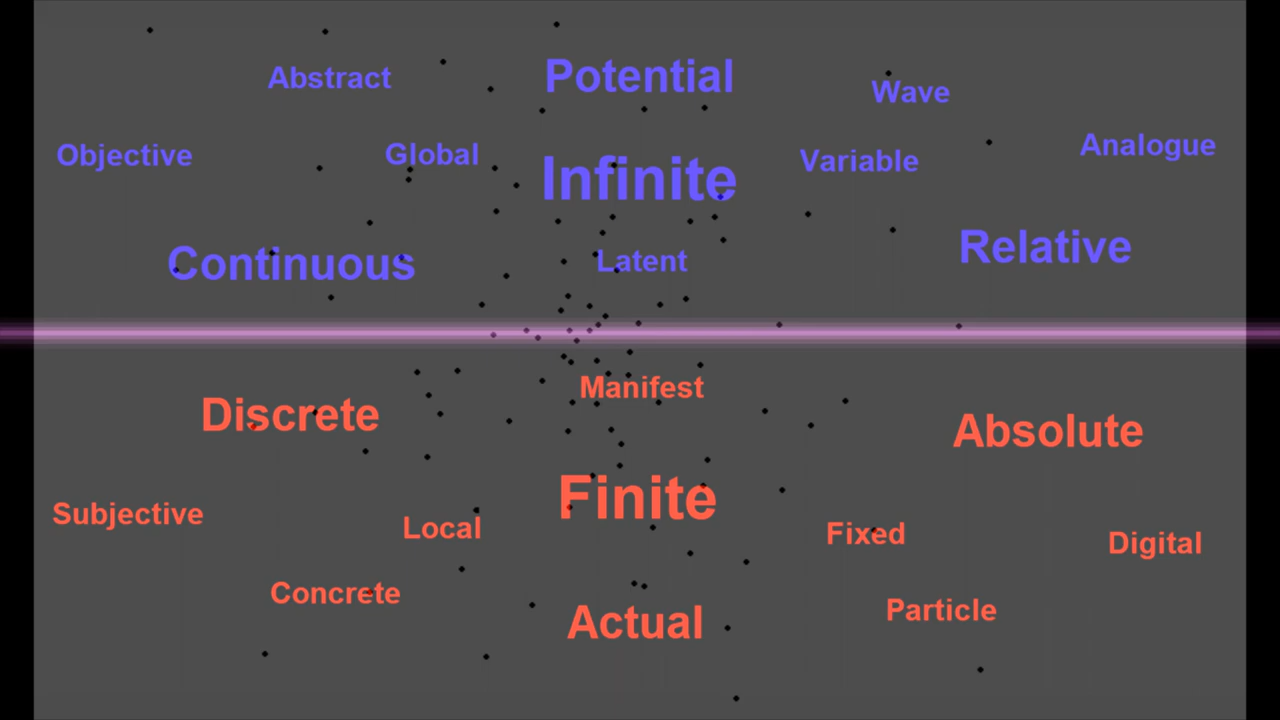 Potential
Abstract
Wave
Analogue
Objective
Global
Variable
Infinite
Relative
Continuous
Latent
Manifest
Discrete
Absolute
Finite
Subjective
Local
Fixed
Digital
Concrete
Particle
Actual